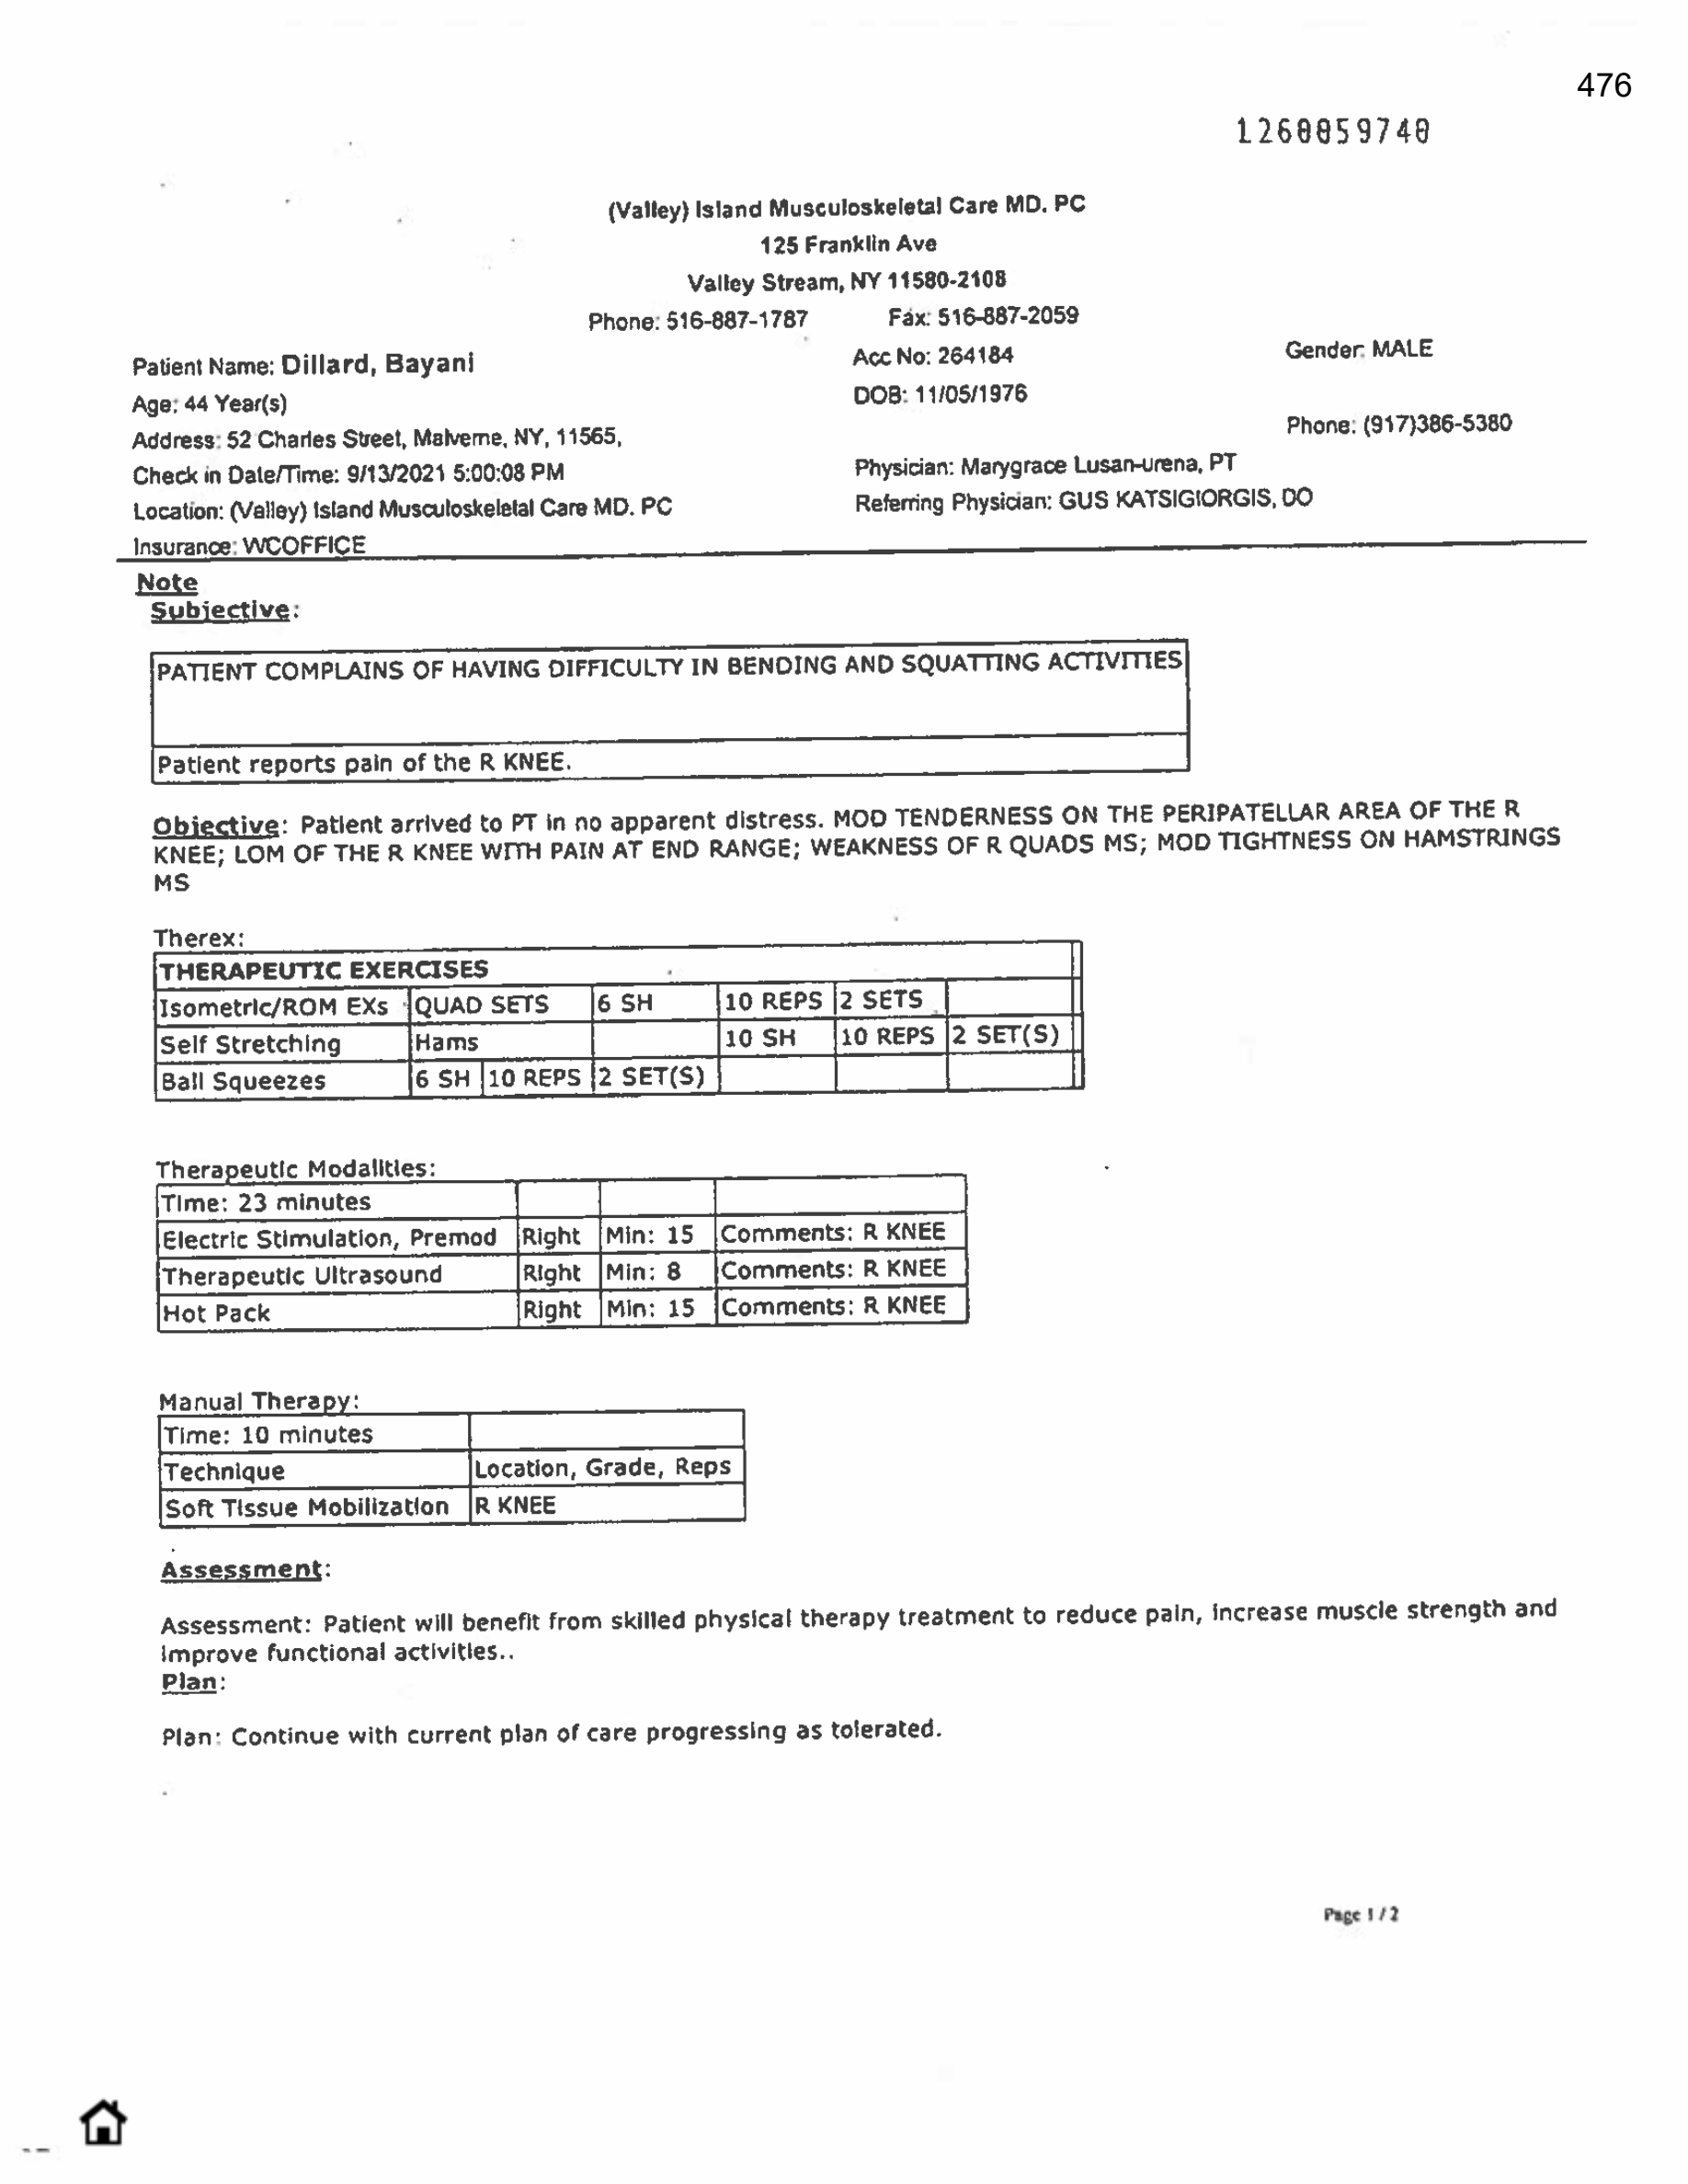 476
1260059740
(Valley) Island Musculoskeletal Care MD. PC
125 Franklin Ave
Valley Stream, NY 11580-2108
Phone: 516-887-1787 Fax: 516-887-2059
Patient Name: Dillard, Bayani Acc No: 264184 Gender: MALE
Age: 44 Year(s) DOB: 11/05/1976
Address: 52 Charles Street, Malverne, NY, 11565, Phone: (917)386-5380
Check in Date/Time: 9/13/2021 5:00:08 PM Physician: Marygrace Lusan-urena, PT
Location: (Valley) Island Musculoskeletal Care MD. PC Referring Physician: GUS KATSIGIORGIS, DO
Insurance: WCOFFICE
Note
Subjective:
PATIENT COMPLAINS OF HAVING DIFFICULTY IN BENDING AND SQUATTING ACTIVITIES
Patient reports pain of the R KNEE.
Objective: Patient arrived to PT in no apparent distress. MOD TENDERNESS ON THE PERIPATELLAR AREA OF THE R
KNEE; LOM OF THE R KNEE WITH PAIN AT END RANGE; WEAKNESS OF R QUADS MS; MOD TIGHTNESS ON HAMSTRINGS
MS
Therex:
THERAPEUTIC EXERCISES
Isometric/ROM EXs QUAD SETS 6 SH 10 REPS 2 SETS
Self Stretching Hams 10 SH 10 REPS 2 SET(S)
Ball Squeezes 6 SH 10 REPS 2 SET(S)
Therapeutic Modalities:
Time: 23 minutes
Electric Stimulation, Premod Right Min: 15 Comments: R KNEE
Therapeutic Ultrasound Right Min: 8 Comments: R KNEE
Hot Pack Right Min: 15 Comments: R KNEE
Manual Therapy:
Time: 10 minutes
Technique Location, Grade, Reps
Soft Tissue Mobilization R KNEE
Assessment:
Assessment: Patient will benefit from skilled physical therapy treatment to reduce pain, increase muscle strength and
improve functional activities..
Plan:
Plan: Continue with current plan of care progressing as tolerated.
Page 1 / 2